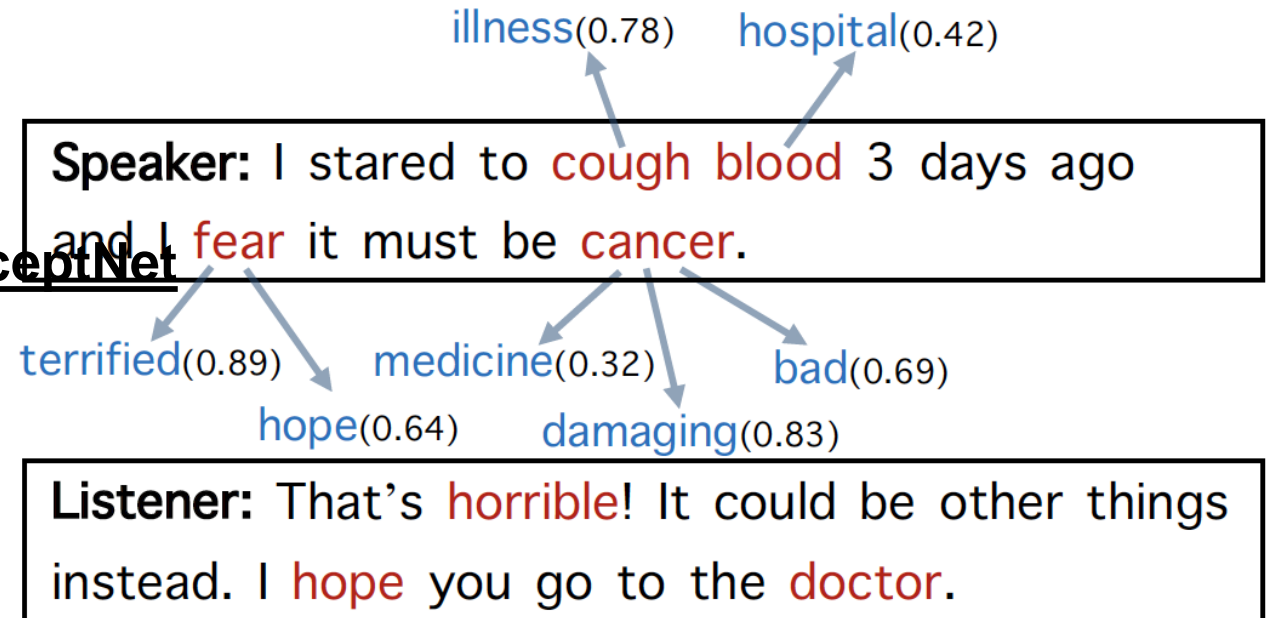 illness(0.78) hospital(0.42)
Speaker: I stared to cough blood 3 days ago
and I fear it must be cancer.
ceptNet
terrified(0.89) medicine(0.32) bad(0.69)
hope(0.64) damaging(0.83)
Listener: That's horrible! It could be other things
instead. I hope you go to the doctor.